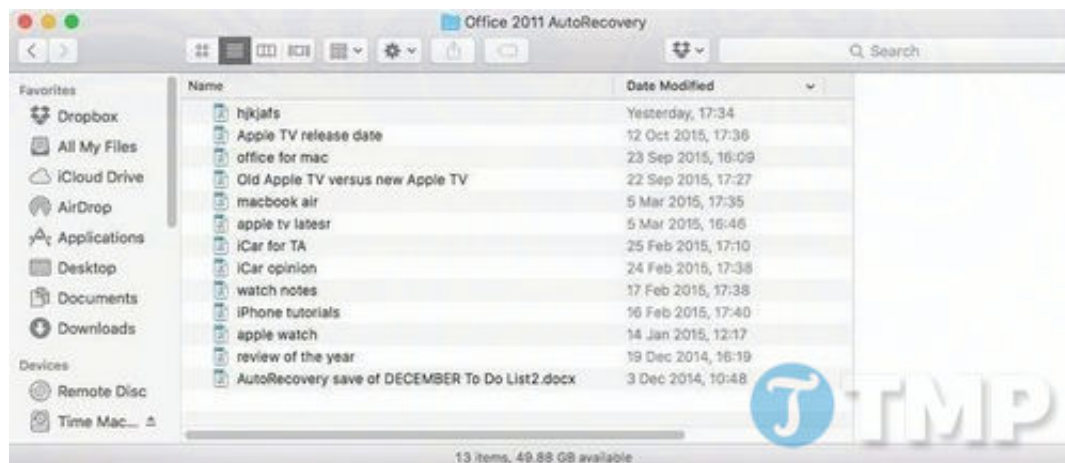 Office 2011 AutoRecovery
Search
Favorites
Dropbox
All My Files
iCloud Drive
AirDrop
Applications
Desktop
Documents
Downloads
Devices
Remote Disc
Time Mac...
Name Date Modified
hjkjafs Yesterday, 17:34
Apple TV release date 12 Oct 2015, 17:36
office for mac 23 Sep 2015, 16:09
Old Apple TV versus new Apple TV 22 Sep 2015, 17:27
macbook air 5 Mar 2015, 17:35
apple tv latesr 5 Mar 2015, 16:46
iCar for TA 25 Feb 2015, 17:10
iCar opinion 24 Feb 2015, 17:38
watch notes 17 Feb 2015, 17:38
iPhone tutorials 16 Feb 2015, 17:40
apple watch 14 Jan 2015, 12:17
review of the year 19 Dec 2014, 16:19
AutoRecovery save of DECEMBER To Do List2.docx 3 Dec 2014, 10:48
T TMP
13 items, 49.88 GB available